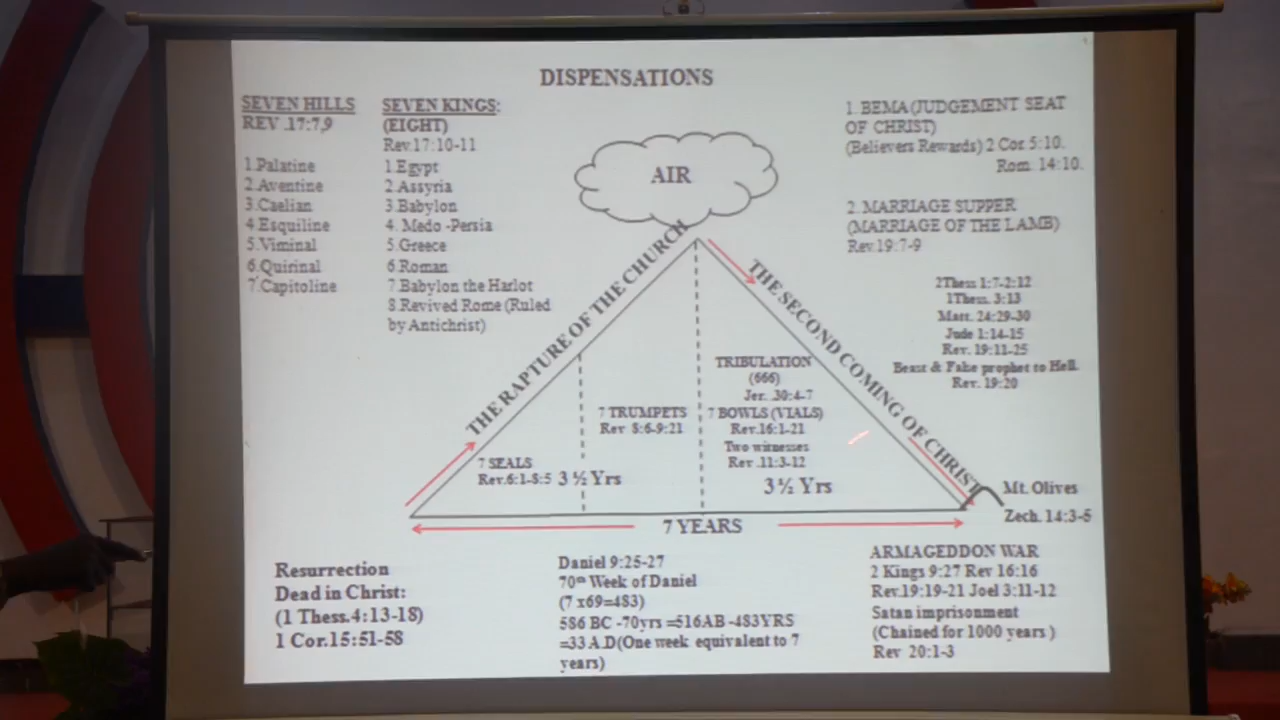 DISPENSATIONS
SEVEN HILLS
REV .17:7,9
1.Palatine
2.Aventine
3.Caelian
4.Esquiline
5.Viminal
6.Quirinal
7.Capitoline
SEVEN KINGS:
(EIGHT)
Rev.17:10-11
1.Egypt
2.Assyria
3.Babylon
4. Medo -Persia
5.Greece
6.Roman
7.Babylon the Harlot
8.Revived Rome (Ruled
by Antichrist)
AIR
1. BEMA (JUDGEMENT SEAT
OF CHRIST)
(Believers Rewards) 2 Cor. 5:10.
Rom. 14:10.
2. MARRIAGE SUPPER
(MARRIAGE OF THE LAMB)
Rev.19:7-9
2Thess 1:7-2:12
1Thess. 3:13
Matt. 24:29-30
Jude 1:14-15
Rev. 19:11-25
Beast & Fake prophet to Hell.
Rev. 19:20
THE RAPTURE OF THE CHURCH
THE SECOND COMING OF CHRIST
7 SEALS
Rev.6:1-8:5 3 ½ Yrs
7 TRUMPETS
Rev 8:6-9:21
TRIBULATION
(666)
Jer. .30:4-7
7 BOWLS (VIALS)
Rev.16:1-21
Two witnesses
Rev .11:3-12
3 ½ Yrs
Mt. Olives
Zech. 14:3-5
7 YEARS
Resurrection
Dead in Christ:
(1 Thess.4:13-18)
1 Cor.15:51-58
Daniel 9:25-27
70th Week of Daniel
(7 x69=483)
586 BC -70yrs =516AB -483YRS
=33 A.D(One week equivalent to 7
years)
ARMAGEDDON WAR
2 Kings 9:27 Rev 16:16
Rev.19:19-21 Joel 3:11-12
Satan imprisonment
(Chained for 1000 years )
Rev 20:1-3